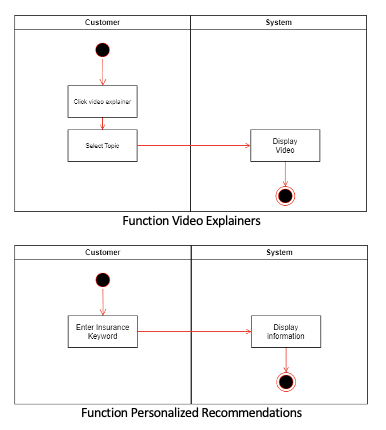 Customer
System
Click video explainer
Select Topic
Display
Video
Function Video Explainers
Customer
System
Enter Insurance
Keyword
Display
Information
Function Personalized Recommendations